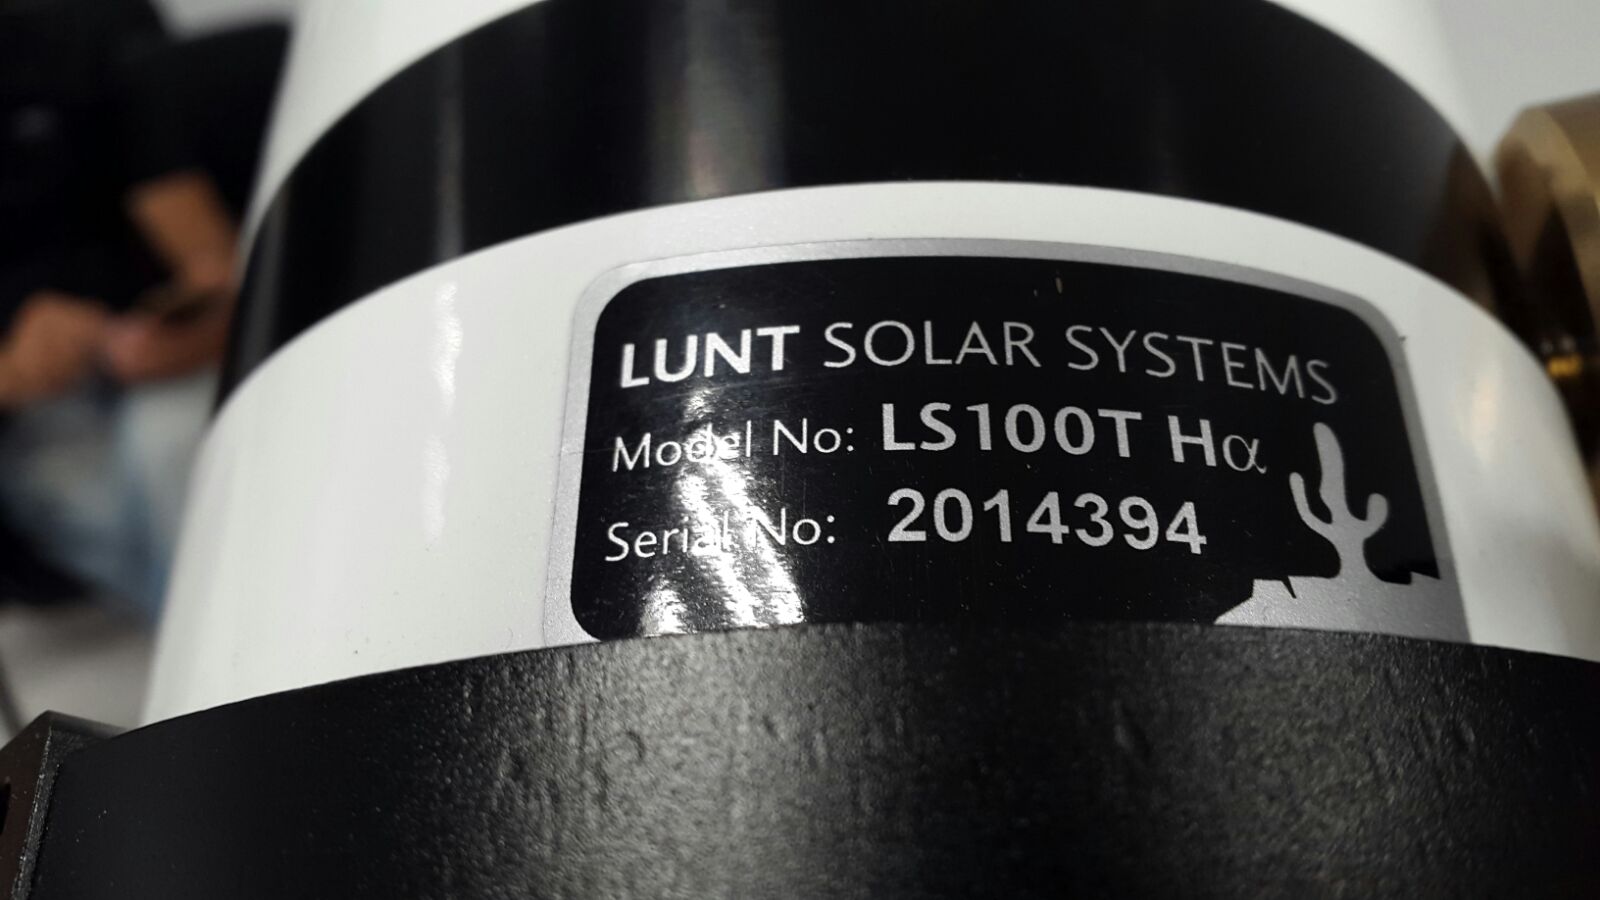 LUNT SOLAR SYSTEMS
Model No: LS100T Hα
Serial No: 2014394